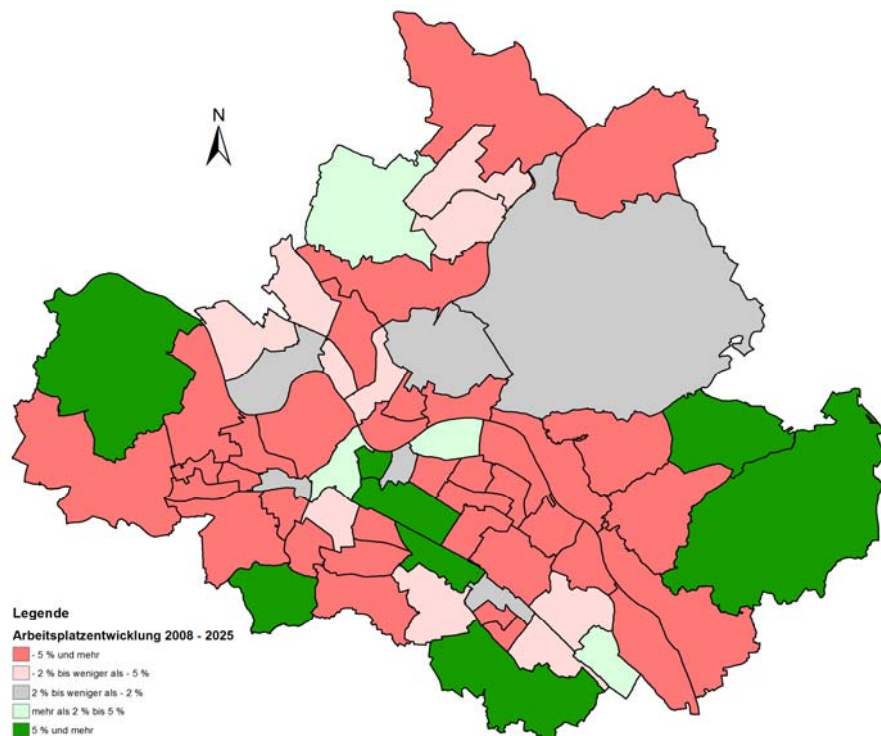 N
Legende
Arbeitsplatzentwicklung 2008 - 2025
- 5 % und mehr
- 2 % bis weniger als - 5 %
2 % bis weniger als - 2 %
mehr als 2 % bis 5 %
5 % und mehr